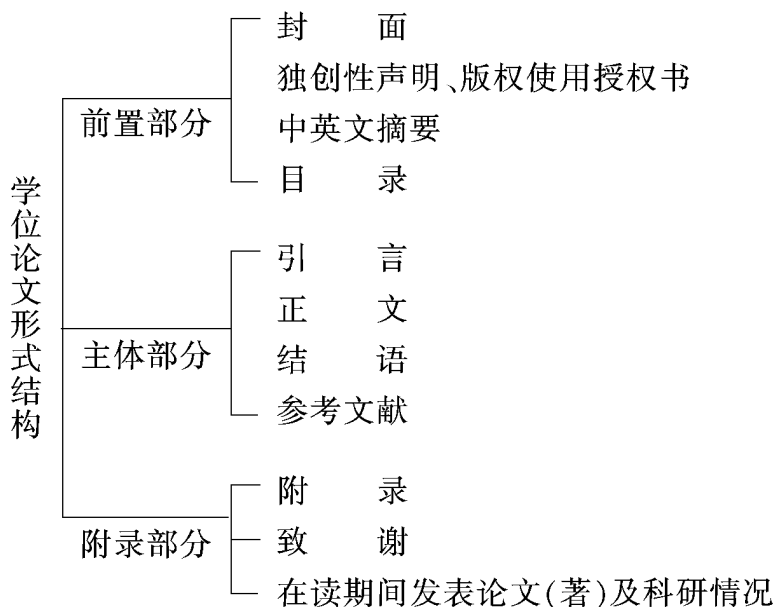 学位论文形式结构
前置部分
封 面
独创性声明、版权使用授权书
中英文摘要
目 录
主体部分
引 言
正 文
结 语
参考文献
附录部分
附 录
致 谢
在读期间发表论文(著)及科研情况